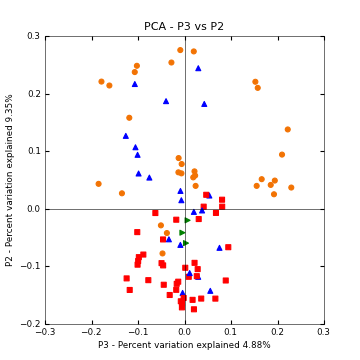 PCA - P3 vs P2
P2 - Percent variation explained 9.35%
0.3
0.2
0.1
0.0
−0.1
−0.2
−0.3 −0.2 −0.1 0.0 0.1 0.2 0.3
P3 - Percent variation explained 4.88%